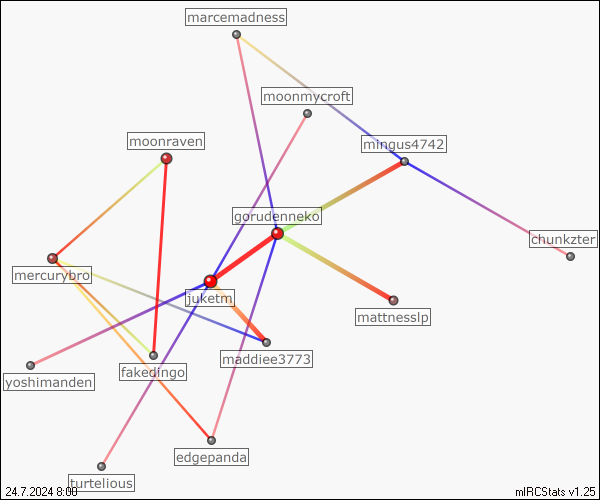 marcemadness
moonmycroft
moonraven
mingus4742
gorudenneko
chunkzter
mercurybro
juketm
mattnesslp
maddiee3773
fakedingo
yoshimanden
edgepanda
turtelious
24.7.2024 8:00
mIRCStats v1.25